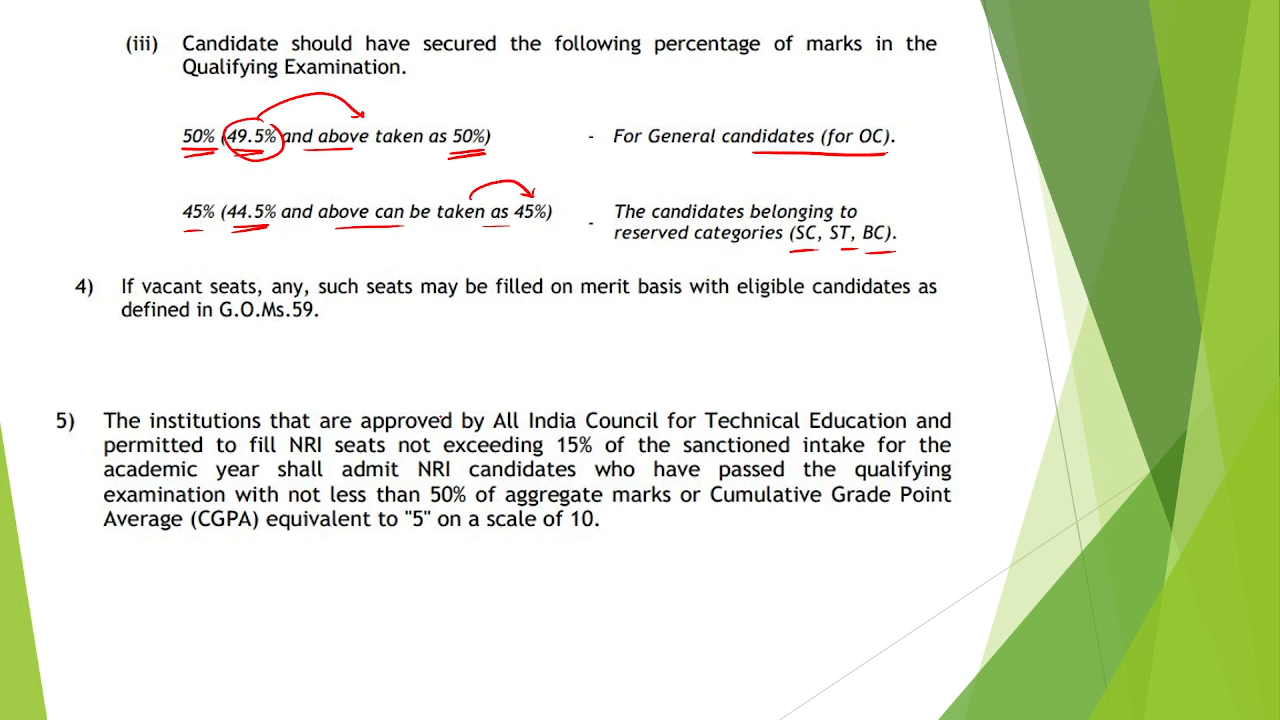 (iii) Candidate should have secured the following percentage of marks in the
Qualifying Examination.
50% (49.5% and above taken as 50%) - For General candidates (for OC).
45% (44.5% and above can be taken as 45%) - The candidates belonging to
reserved categories (SC, ST, BC).
4) If vacant seats, any, such seats may be filled on merit basis with eligible candidates as
defined in G.O.Ms.59.
5) The institutions that are approved by All India Council for Technical Education and
permitted to fill NRI seats not exceeding 15% of the sanctioned intake for the
academic year shall admit NRI candidates who have passed the qualifying
examination with not less than 50% of aggregate marks or Cumulative Grade Point
Average (CGPA) equivalent to "5" on a scale of 10.